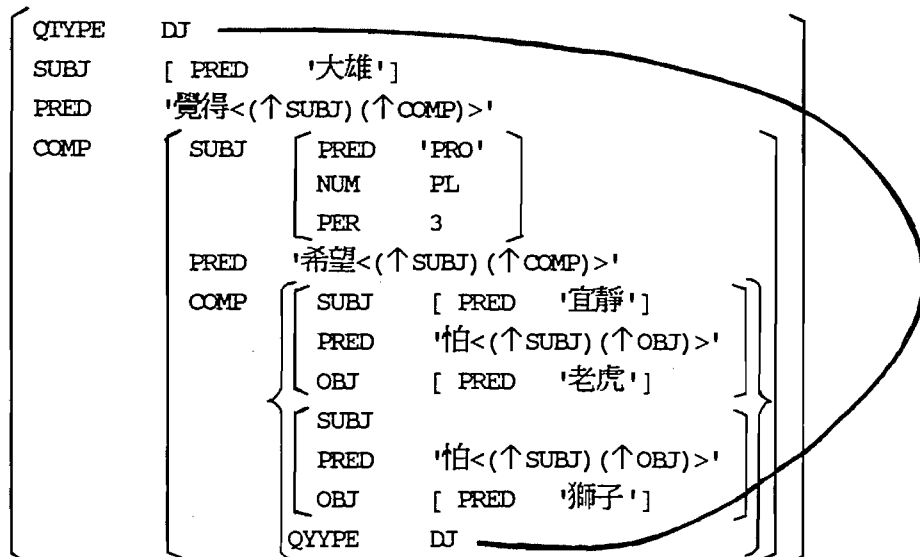 QTYPE DJ
SUBJ [ PRED '大雄']
PRED '覺得<(↑SUBJ)(↑COMP)>'
COMP SUBJ PRED 'PRO'
NUM PL
PER 3
PRED '希望<(↑SUBJ)(↑COMP)>'
COMP SUBJ [ PRED '宜靜']
PRED '怕<(↑SUBJ)(↑OBJ)>'
OBJ [ PRED '老虎']
SUBJ
PRED '怕<(↑SUBJ)(↑OBJ)>'
OBJ [ PRED '獅子']
QYYPE DJ